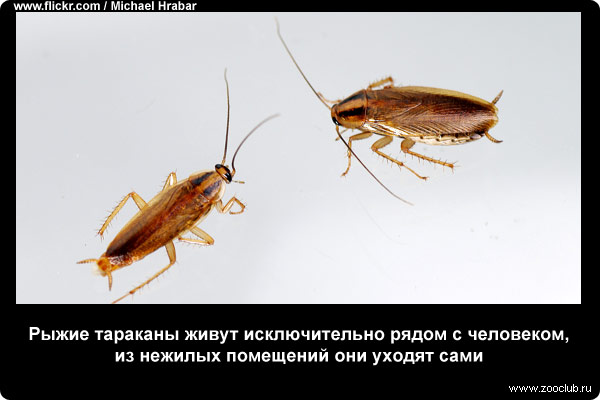 www.flickr.com / Michael Hrabar
Рыжие тараканы живут исключительно рядом с человеком,
из нежилых помещений они уходят сами
www.zooclub.ru